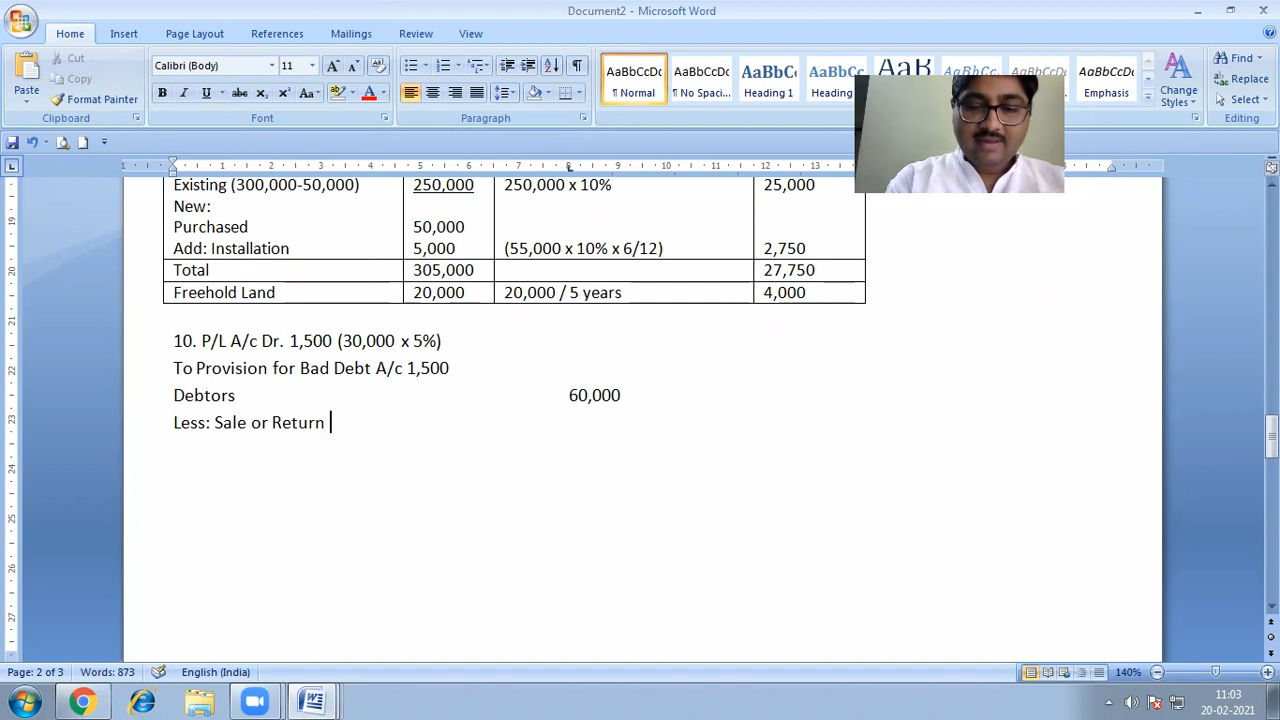 Document2 - Microsoft Word
Home Insert Page Layout References Mailings Review View
Paste
Cut
Copy
Format Painter
Clipboard
Calibri (Body) 11
Font
Paragraph
AaBbCcDc AaBbCcDc AaBbCc AaBbCc AaB AaBbCc. AaBbCcDc AaBbCcDc
¶ Normal ¶ No Spaci... Heading 1 Heading Emphasis
Change Styles
Find
Replace
Select
Editing
Existing (300,000-50,000) 250,000 250,000 x 10% 25,000
New:
Purchased 50,000
Add: Installation 5,000 (55,000 x 10% x 6/12) 2,750
Total 305,000 27,750
Freehold Land 20,000 20,000 / 5 years 4,000
10. P/L A/c Dr. 1,500 (30,000 x 5%)
To Provision for Bad Debt A/c 1,500
Debtors 60,000
Less: Sale or Return
Page: 2 of 3 Words: 873 English (India) 140%
11:03
20-02-2021